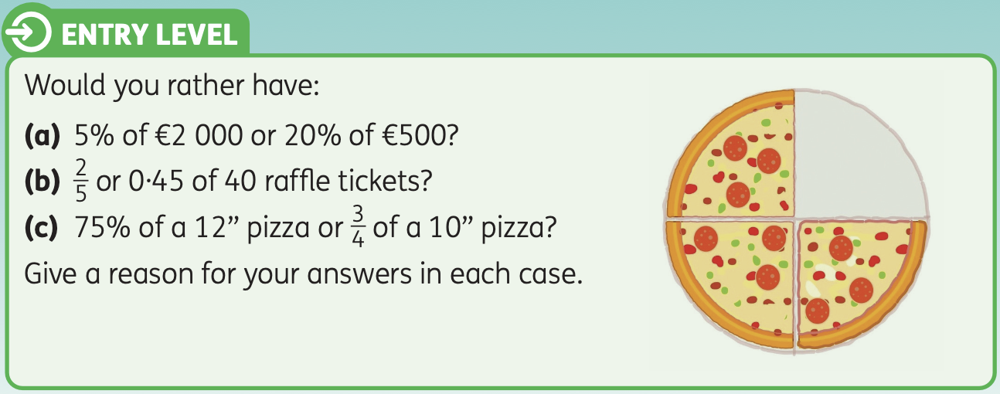 ENTRY LEVEL
Would you rather have:
(a) 5% of €2 000 or 20% of €500?
(b) 2/5 or 0·45 of 40 raffle tickets?
(c) 75% of a 12” pizza or 3/4 of a 10” pizza?
Give a reason for your answers in each case.